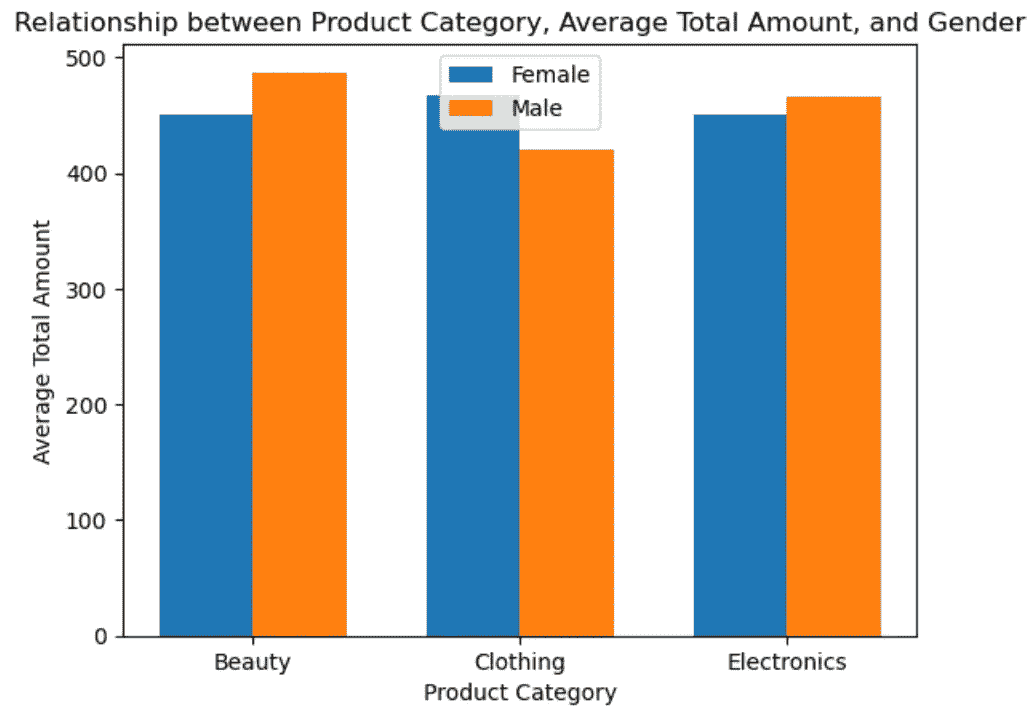 Relationship between Product Category, Average Total Amount, and Gender
Average Total Amount
500
400
300
200
100
0
Female
Male
Beauty Clothing Electronics
Product Category